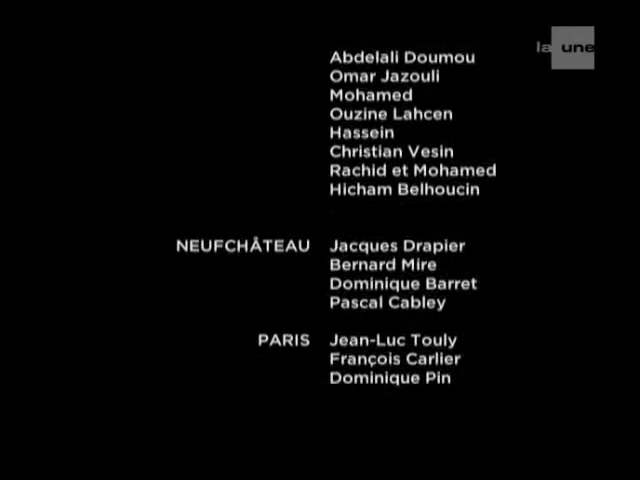 la une
Abdelali Doumou
Omar Jazouli
Mohamed
Ouzine Lahcen
Hassein
Christian Vesin
Rachid et Mohamed
Hicham Belhoucin
NEUFCHÂTEAU Jacques Drapier
Bernard Mire
Dominique Barret
Pascal Cabley
PARIS Jean-Luc Touly
François Carlier
Dominique Pin